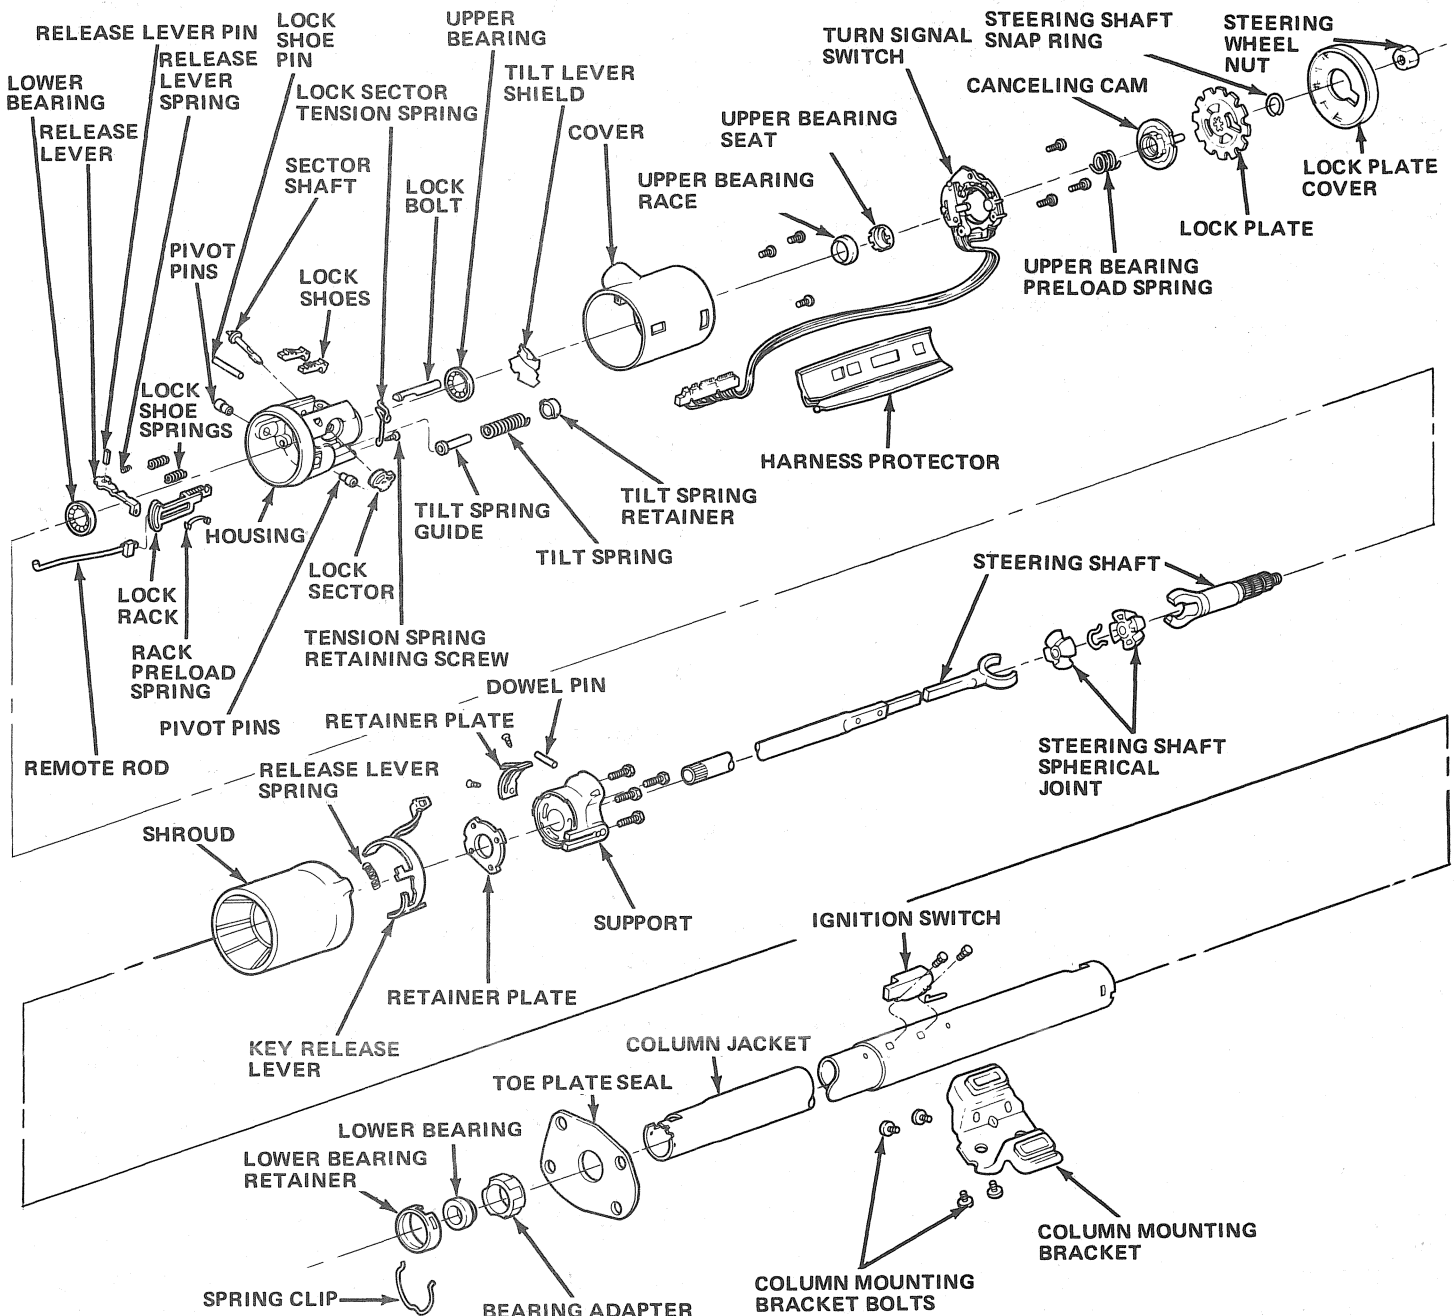 RELEASE LEVER PIN
LOCK
SHOE
PIN
UPPER
BEARING
TURN SIGNAL
SWITCH
STEERING SHAFT
SNAP RING
STEERING
WHEEL
NUT
LOWER
BEARING
RELEASE
LEVER
SPRING
RELEASE
LEVER
LOCK SECTOR
TENSION SPRING
TILT LEVER
SHIELD
COVER
CANCELING CAM
UPPER BEARING
SEAT
SECTOR
SHAFT
LOCK
BOLT
UPPER BEARING
RACE
LOCK PLATE
COVER
LOCK PLATE
PIVOT
PINS
LOCK
SHOES
UPPER BEARING
PRELOAD SPRING
LOCK
SHOE
SPRINGS
HARNESS PROTECTOR
HOUSING
TILT SPRING
GUIDE
TILT SPRING
RETAINER
TILT SPRING
LOCK
RACK
LOCK
SECTOR
STEERING SHAFT
RACK
PRELOAD
SPRING
TENSION SPRING
RETAINING SCREW
PIVOT PINS
REMOTE ROD
DOWEL PIN
RETAINER PLATE
RELEASE LEVER
SPRING
STEERING SHAFT
SPHERICAL
JOINT
SHROUD
SUPPORT
IGNITION SWITCH
RETAINER PLATE
KEY RELEASE
LEVER
COLUMN JACKET
TOE PLATE SEAL
LOWER BEARING
LOWER BEARING
RETAINER
COLUMN MOUNTING
BRACKET
SPRING CLIP
BEARING ADAPTER
COLUMN MOUNTING
BRACKET BOLTS